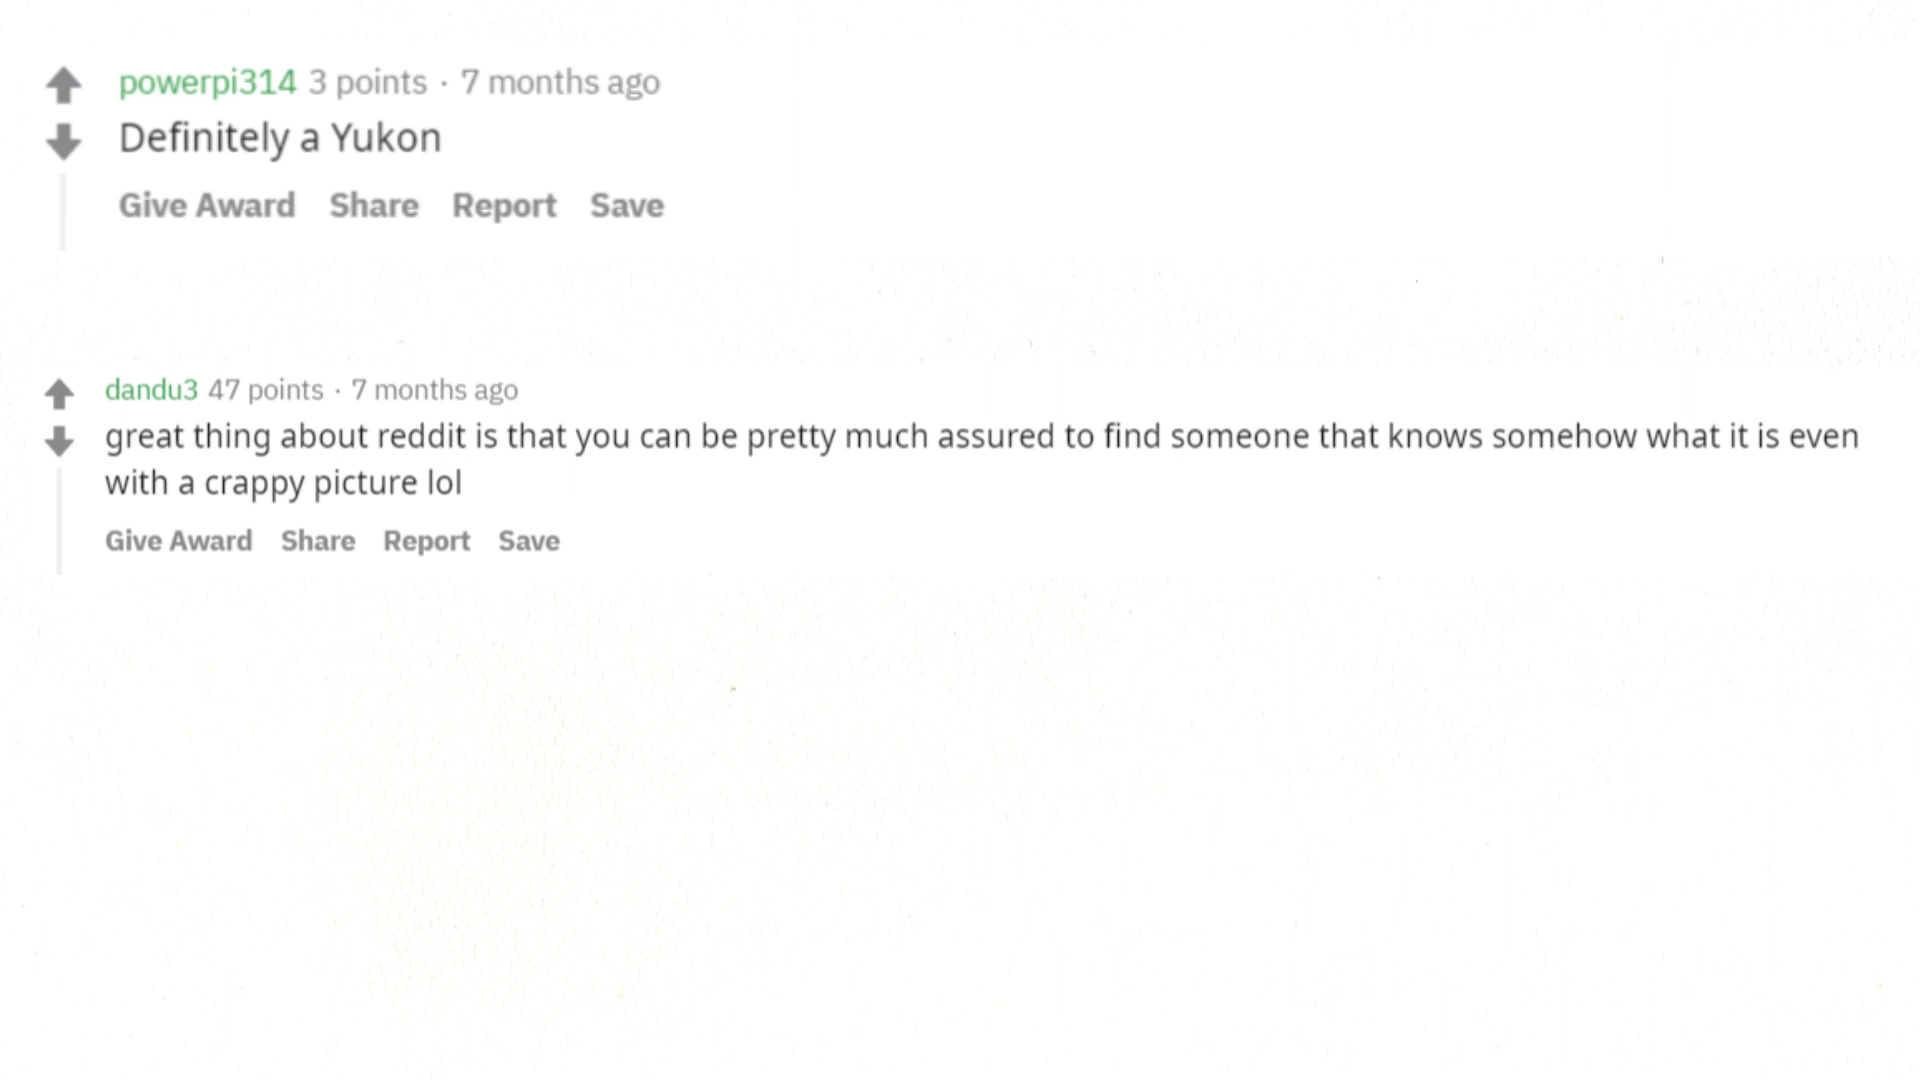 powerpi314 3 points · 7 months ago
Definitely a Yukon
Give Award Share Report Save
dandu3 47 points · 7 months ago
great thing about reddit is that you can be pretty much assured to find someone that knows somehow what it is even
with a crappy picture lol
Give Award Share Report Save